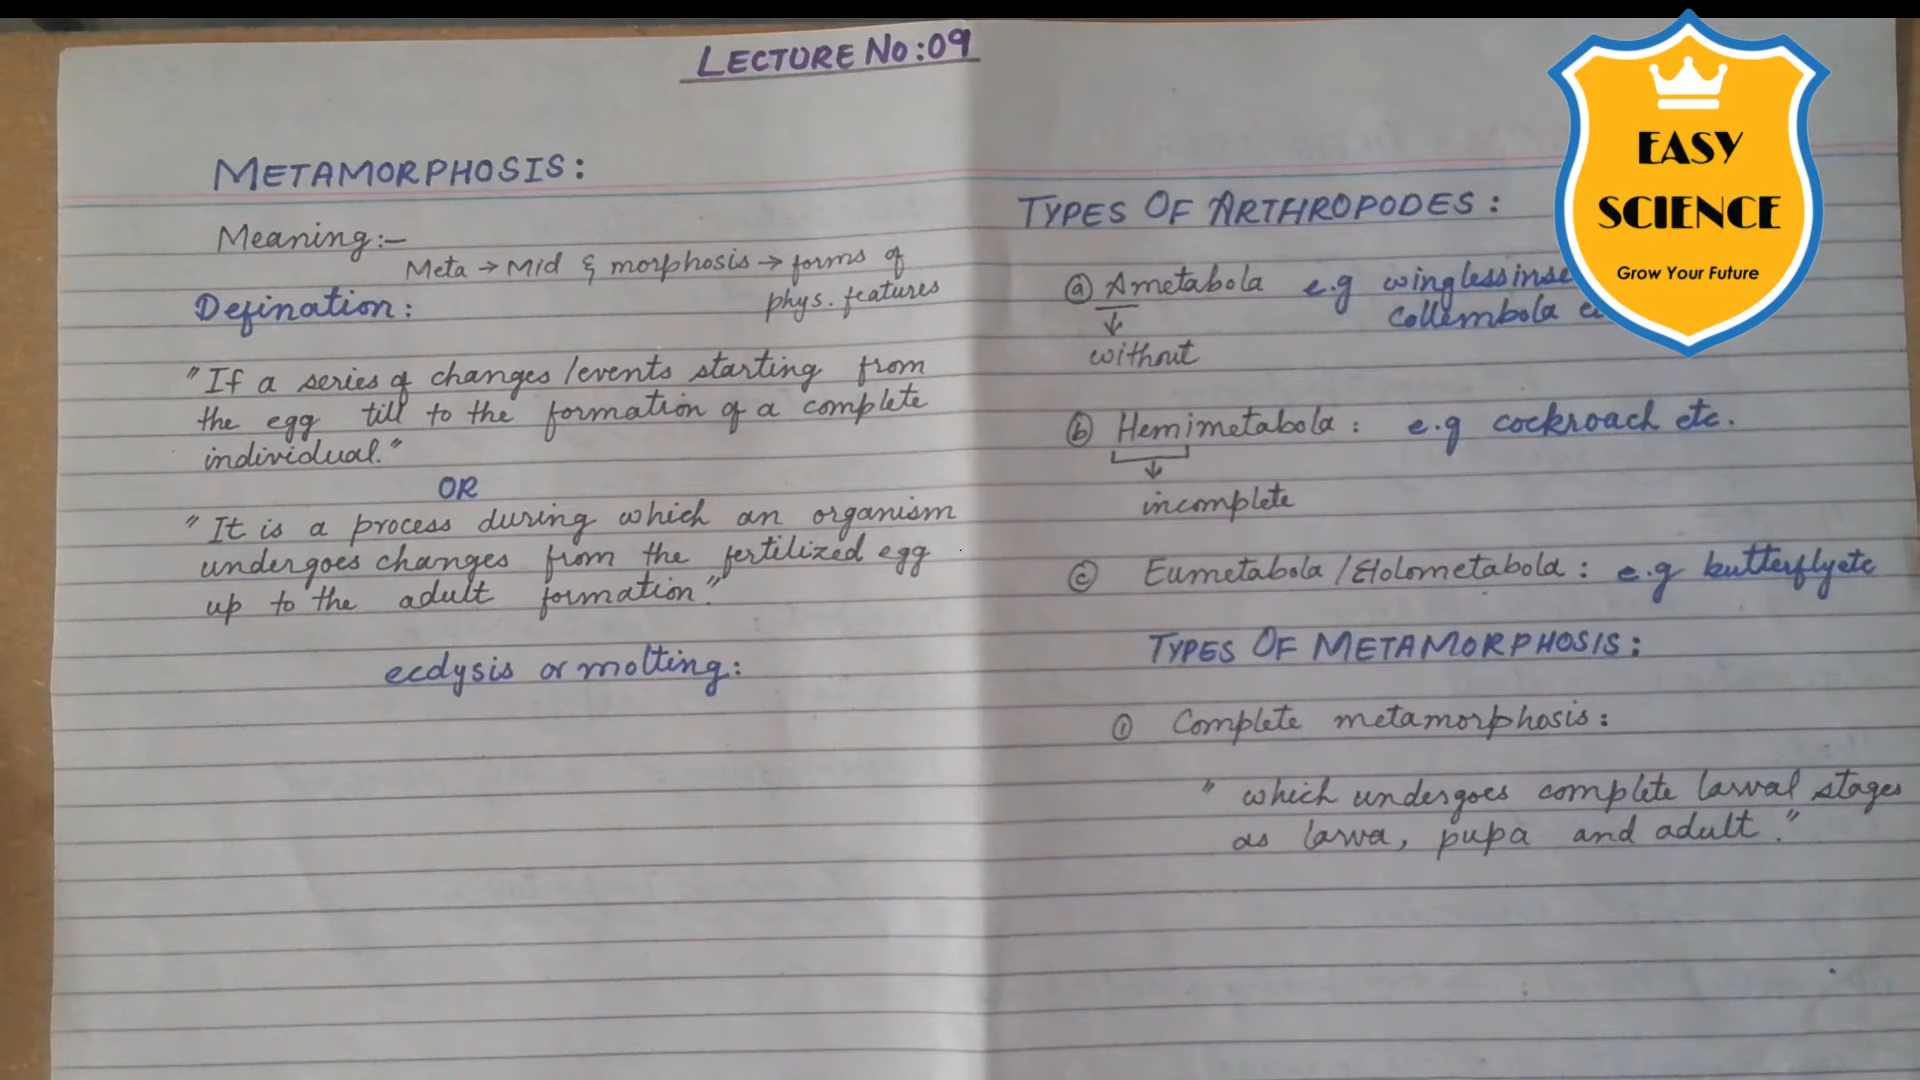 LECTURE No:09
METAMORPHOSIS:
Meaning:-
Meta → Mid & morphosis → forms of
phys. features
Defination:
"If a series of changes/events starting from
the egg till to the formation of a complete
individual."
OR
"It is a process during which an organism
undergoes changes from the fertilized egg
up to the adult formation"
ecdysis or molting:
TYPES OF ARTHROPODES:
(a) Ametabola e.g wingless
Collembola
↓
without
(b) Hemimetabola: e.g cockroach etc.
↓
incomplete
(c) Eumetabola/Holometabola: e.g butterfly etc
TYPES OF METAMORPHOSIS:
① Complete metamorphosis:
" which undergoes complete larval stages
as larva, pupa and adult."
EASY
SCIENCE
Grow Your Future